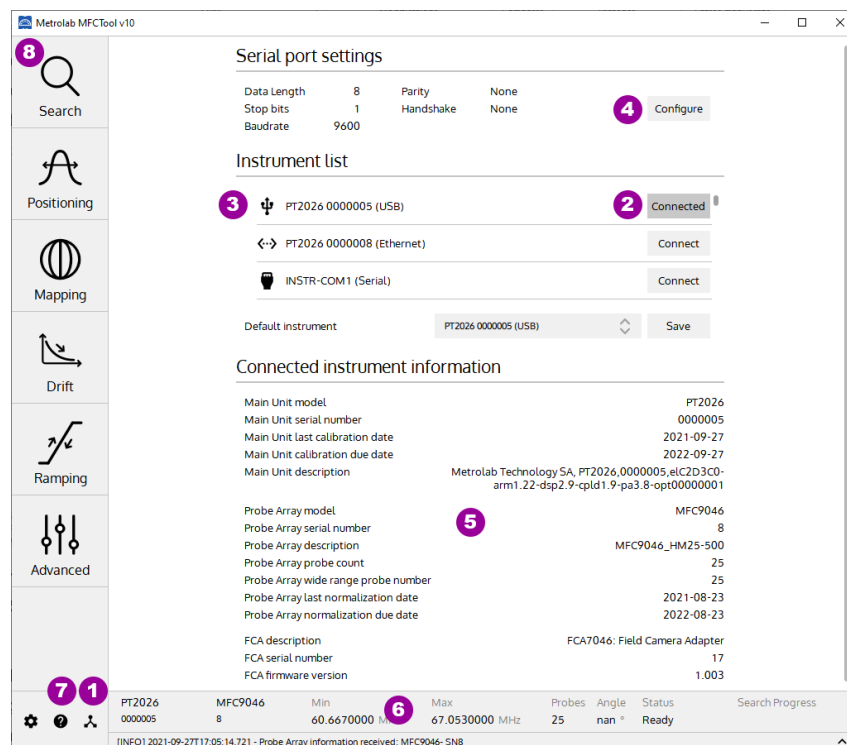 Metrolab MFCTool v10
8
Search
Positioning
Mapping
Drift
Ramping
Advanced
7 1
Serial port settings
Data Length 8 Parity None
Stop bits 1 Handshake None
Baudrate 9600
4 Configure
Instrument list
3 PT2026 0000005 (USB) 2 Connected
PT2026 0000008 (Ethernet) Connect
INSTR-COM1 (Serial) Connect
Default instrument PT2026 0000005 (USB) Save
Connected instrument information
Main Unit model PT2026
Main Unit serial number 0000005
Main Unit last calibration date 2021-09-27
Main Unit calibration due date 2022-09-27
Main Unit description Metrolab Technology SA, PT2026,0000005,elC2D3C0-
arm1.22-dsp2.9-cpld1.9-pa3.8-opt00000001
Probe Array model MFC9046
5
Probe Array serial number 8
Probe Array description MFC9046_HM25-500
Probe Array probe count 25
Probe Array wide range probe number 25
Probe Array last normalization date 2021-08-23
Probe Array normalization due date 2022-08-23
FCA description FCA7046: Field Camera Adapter
FCA serial number 17
FCA firmware version 1.003
PT2026 MFC9046 Min Max Probes Angle Status Search Progress
0000005 8 60.6670000 6 67.0530000 MHz 25 nan ° Ready
[INFO] 2021-09-27T17:05:14.721 - Probe Array information received: MFC9046- SN8